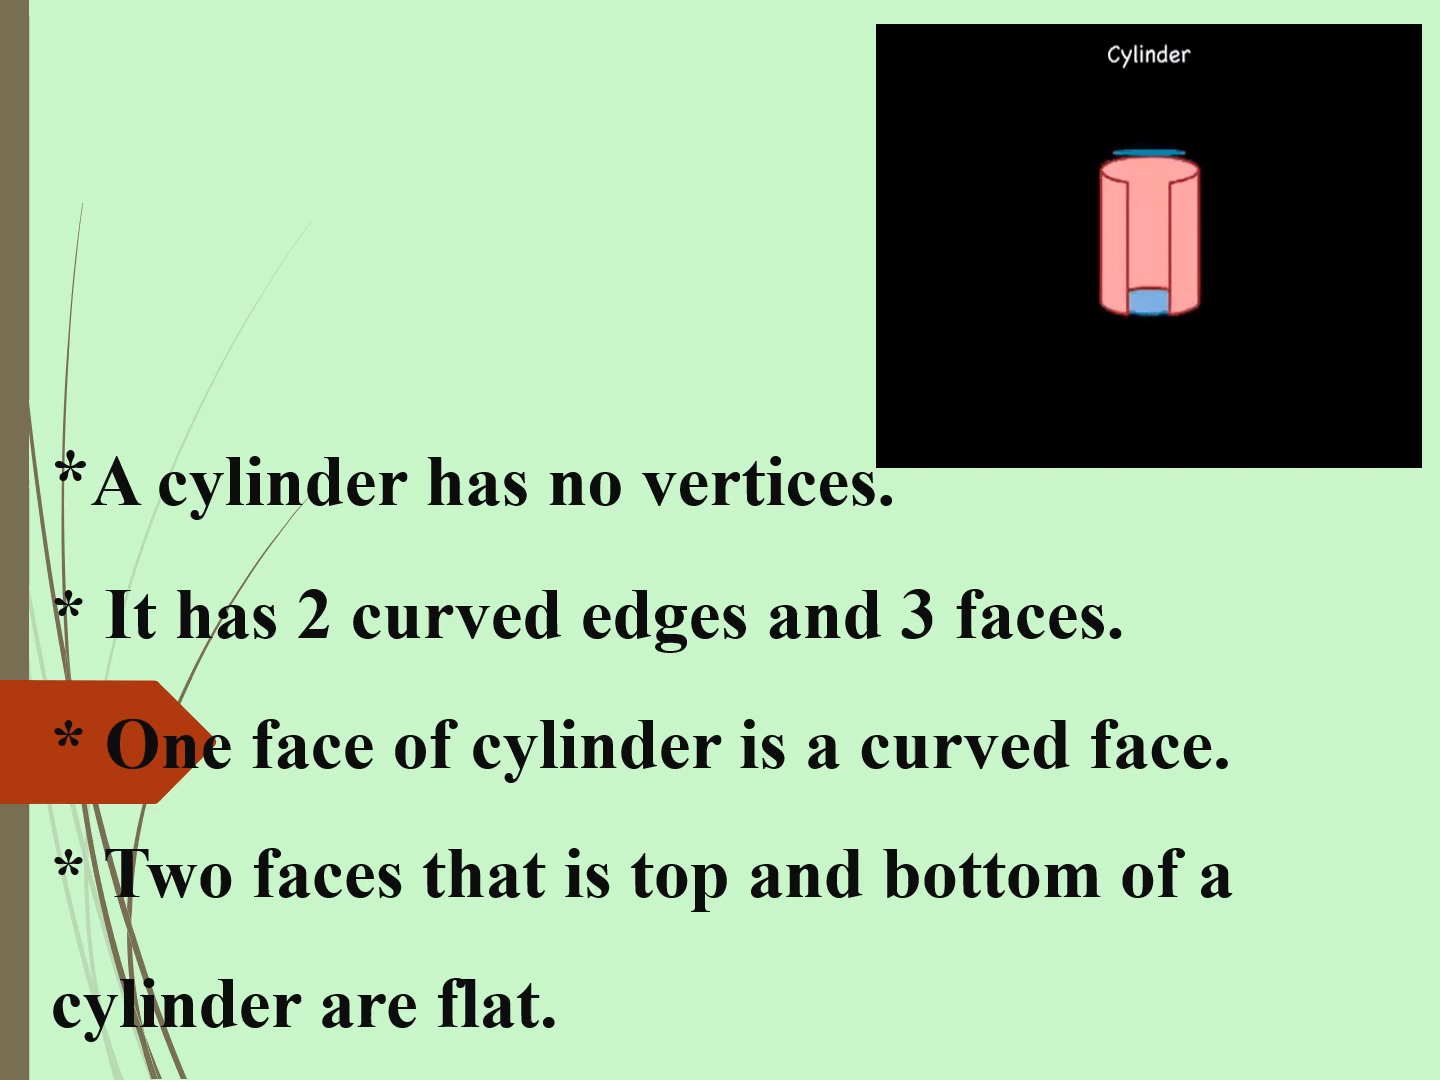 Cylinder
*A cylinder has no vertices.
* It has 2 curved edges and 3 faces.
* One face of cylinder is a curved face.
* Two faces that is top and bottom of a
cylinder are flat.